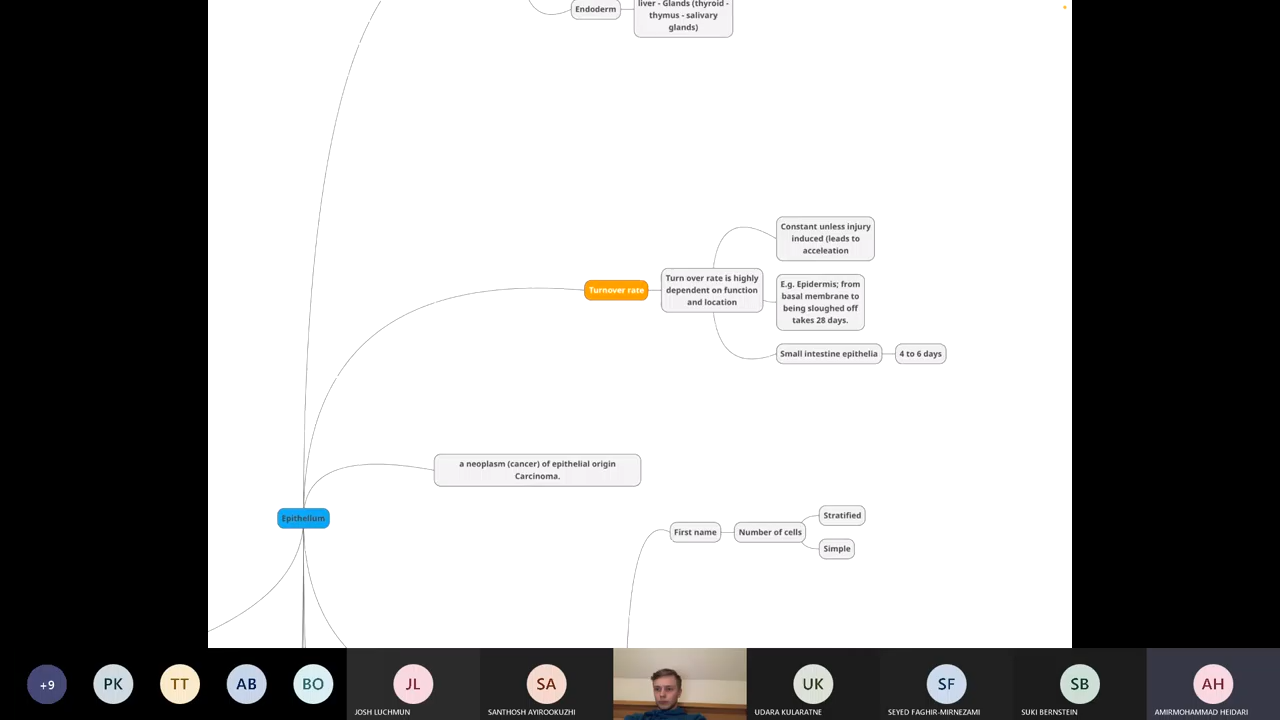 Endoderm
liver - Glands (thyroid -
thymus - salivary
glands)
Constant unless injury
induced (leads to
acceleation
Turnover rate
Turn over rate is highly
dependent on function
and location
E.g. Epidermis; from
basal membrane to
being sloughed off
takes 28 days.
Small intestine epithelia
4 to 6 days
a neoplasm (cancer) of epithelial origin
Carcinoma.
Epithelium
First name
Number of cells
Stratified
Simple
+9
PK
TT
AB
BO
JL
SA
UK
SF
SB
AH
JOSH LUCHMUN
SANTHOSH AYIROOKUZHI
UDARA KULARATNE
SEYED FAGHIR-MIRNEZAMI
SUKI BERNSTEIN
AMIRMOHAMMAD HEIDARI